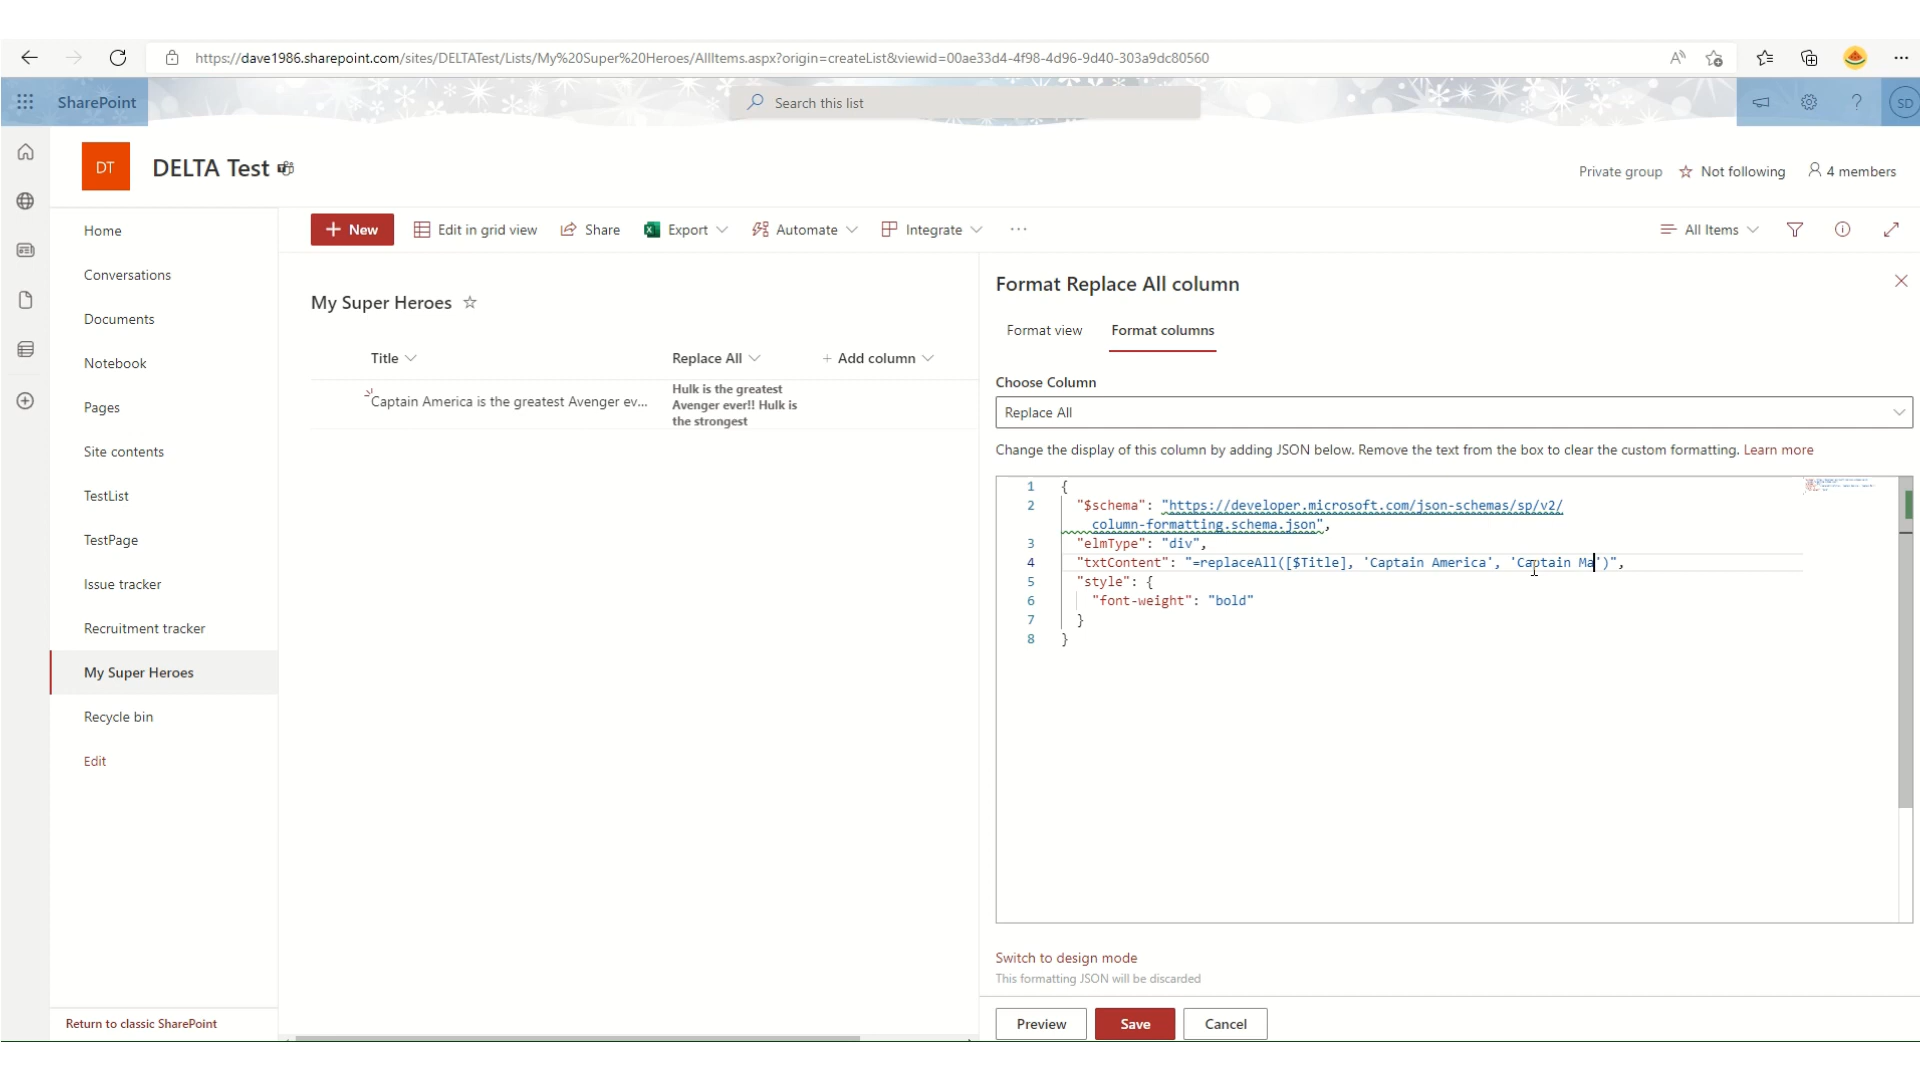 https://dave1986.sharepoint.com/sites/DELTATest/Lists/My%20Super%20Heroes/AllItems.aspx?origin=createList&viewid=00ae33d4-4f98-4d96-9d40-303a9dc80560
SharePoint
Search this list
SD
DT
DELTA Test
Private group
Not following
4 members
Home
Conversations
Documents
Notebook
Pages
Site contents
TestList
TestPage
Issue tracker
Recruitment tracker
My Super Heroes
Recycle bin
Edit
Return to classic SharePoint
+ New
Edit in grid view
Share
Export
Automate
Integrate
...
All Items
My Super Heroes
Title
Replace All
+ Add column
Captain America is the greatest Avenger ev...
Hulk is the greatest
Avenger ever!! Hulk is
the strongest
Format Replace All column
Format view
Format columns
Choose Column
Replace All
Change the display of this column by adding JSON below. Remove the text from the box to clear the custom formatting. Learn more
1 {
2 "$schema": "https://developer.microsoft.com/json-schemas/sp/v2/
column-formatting.schema.json",
3 "elmType": "div",
4 "txtContent": "=replaceAll([$Title], 'Captain America', 'Captain Ma')",
5 "style": {
6 "font-weight": "bold"
7 }
8 }
Switch to design mode
This formatting JSON will be discarded
Preview
Save
Cancel